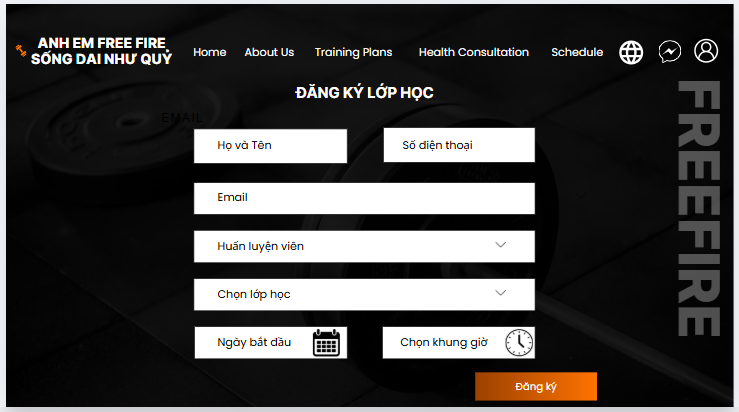 ANH EM FREE FIRE
SỐNG DAI NHƯ QUỶ
Home
About Us
Training Plans
Health Consultation
Schedule
ĐĂNG KÝ LỚP HỌC
EMAIL
Họ và Tên
Số điện thoại
Email
Huấn luyện viên
Chọn lớp học
Ngày bắt dầu
Chọn khung giờ
Đăng ký
FREEFIRE